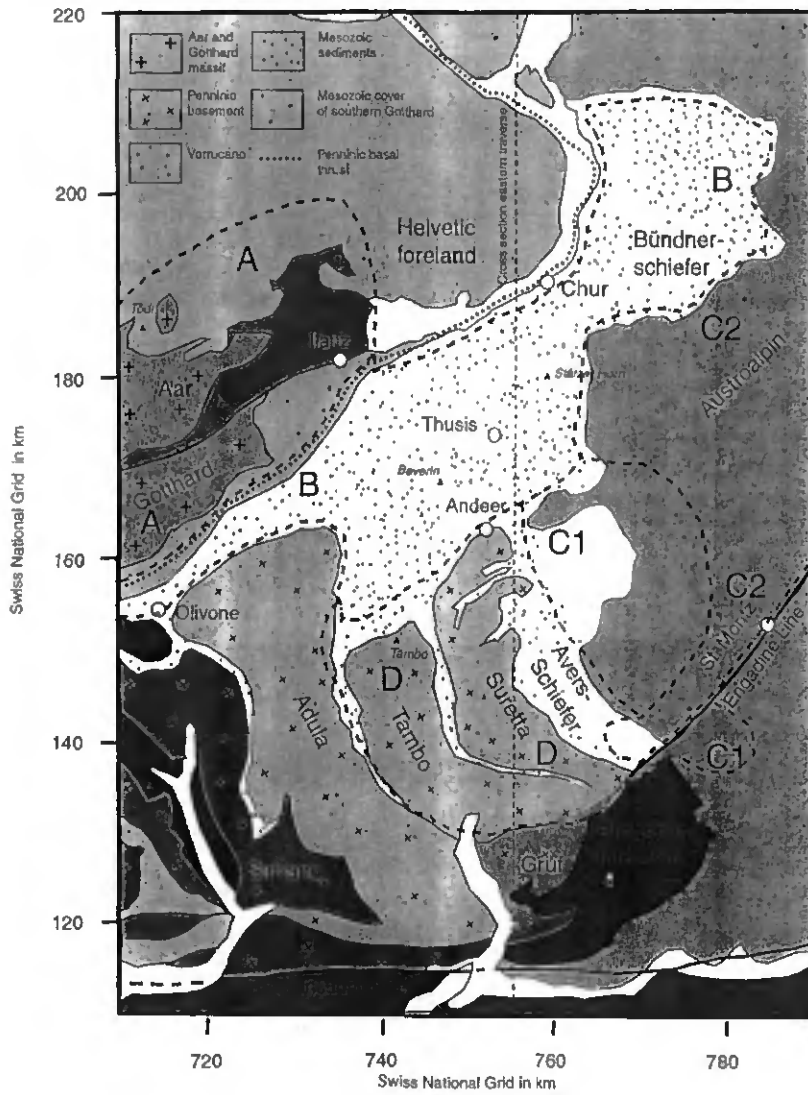 220
200
180
160
140
120
Swiss National Grid in km
Aar and
Gotthard
massif
Mesozoic
sediments
Penninic
basement
Mesozoic cover
of southern Gotthard
Verrucano
Penninic basal
thrust
Cross section eastern traverse
A
Helvetic
foreland
B
Bündner-
schiefer
Tödi
Chur
Ilanz
C2
Austroalpin
Aar
Stätzer Horn
Thusis
Gotthard
Beverin
B
A
Andeer
C1
C2
Olivone
St. Moritz
Engadine Line
Avers
Schiefer
Tambo
D
Adula
Tambo
Suretta
D
C1
Gruf
720
740
760
780
Swiss National Grid in km